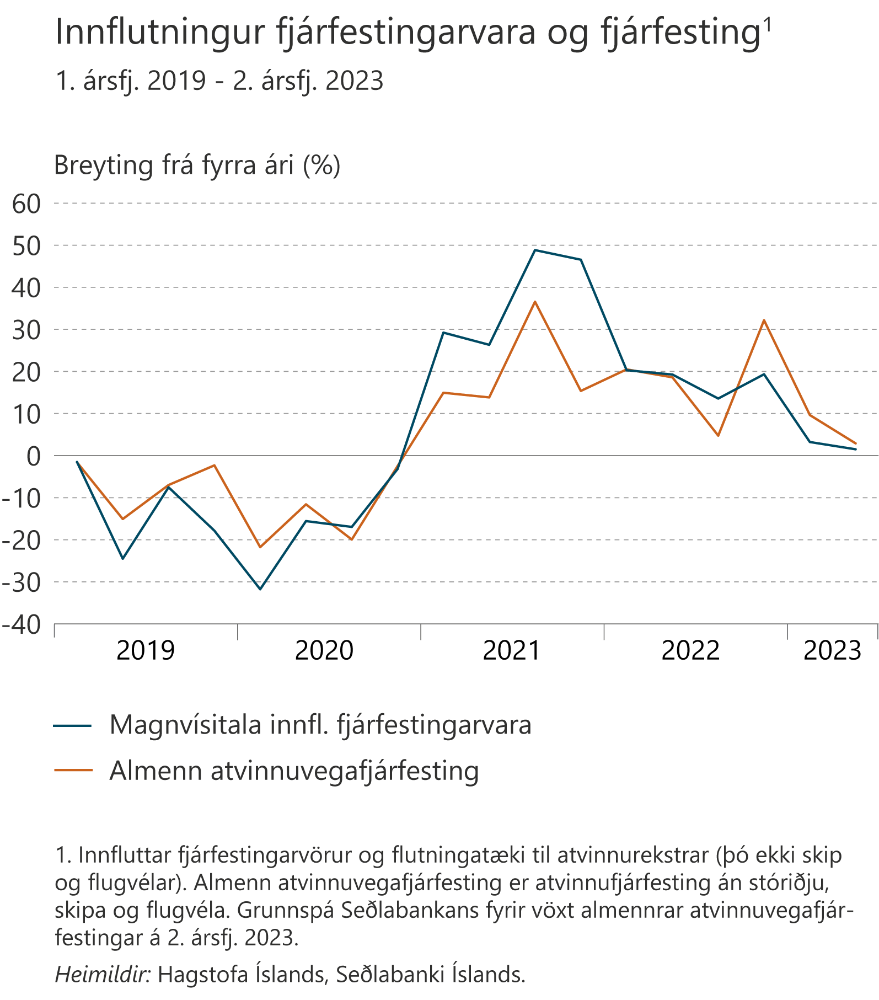 Innflutningur fjárfestingarvara og fjárfesting¹
1. ársfj. 2019 - 2. ársfj. 2023
Breyting frá fyrra ári (%)
60
50
40
30
20
10
0
-10
-20
-30
-40
2019 2020 2021 2022 2023
Magnvísitala innfl. fjárfestingarvara
Almenn atvinnuvegafjárfesting
1. Innfluttar fjárfestingarvörur og flutningatæki til atvinnurekstrar (þó ekki skip
og flugvélar). Almenn atvinnuvegafjárfesting er atvinnufjárfesting án stóriðju,
skipa og flugvéla. Grunnspá Seðlabankans fyrir vöxt almennrar atvinnuvegafjár-
festingar á 2. ársfj. 2023.
Heimildir: Hagstofa Íslands, Seðlabanki Íslands.